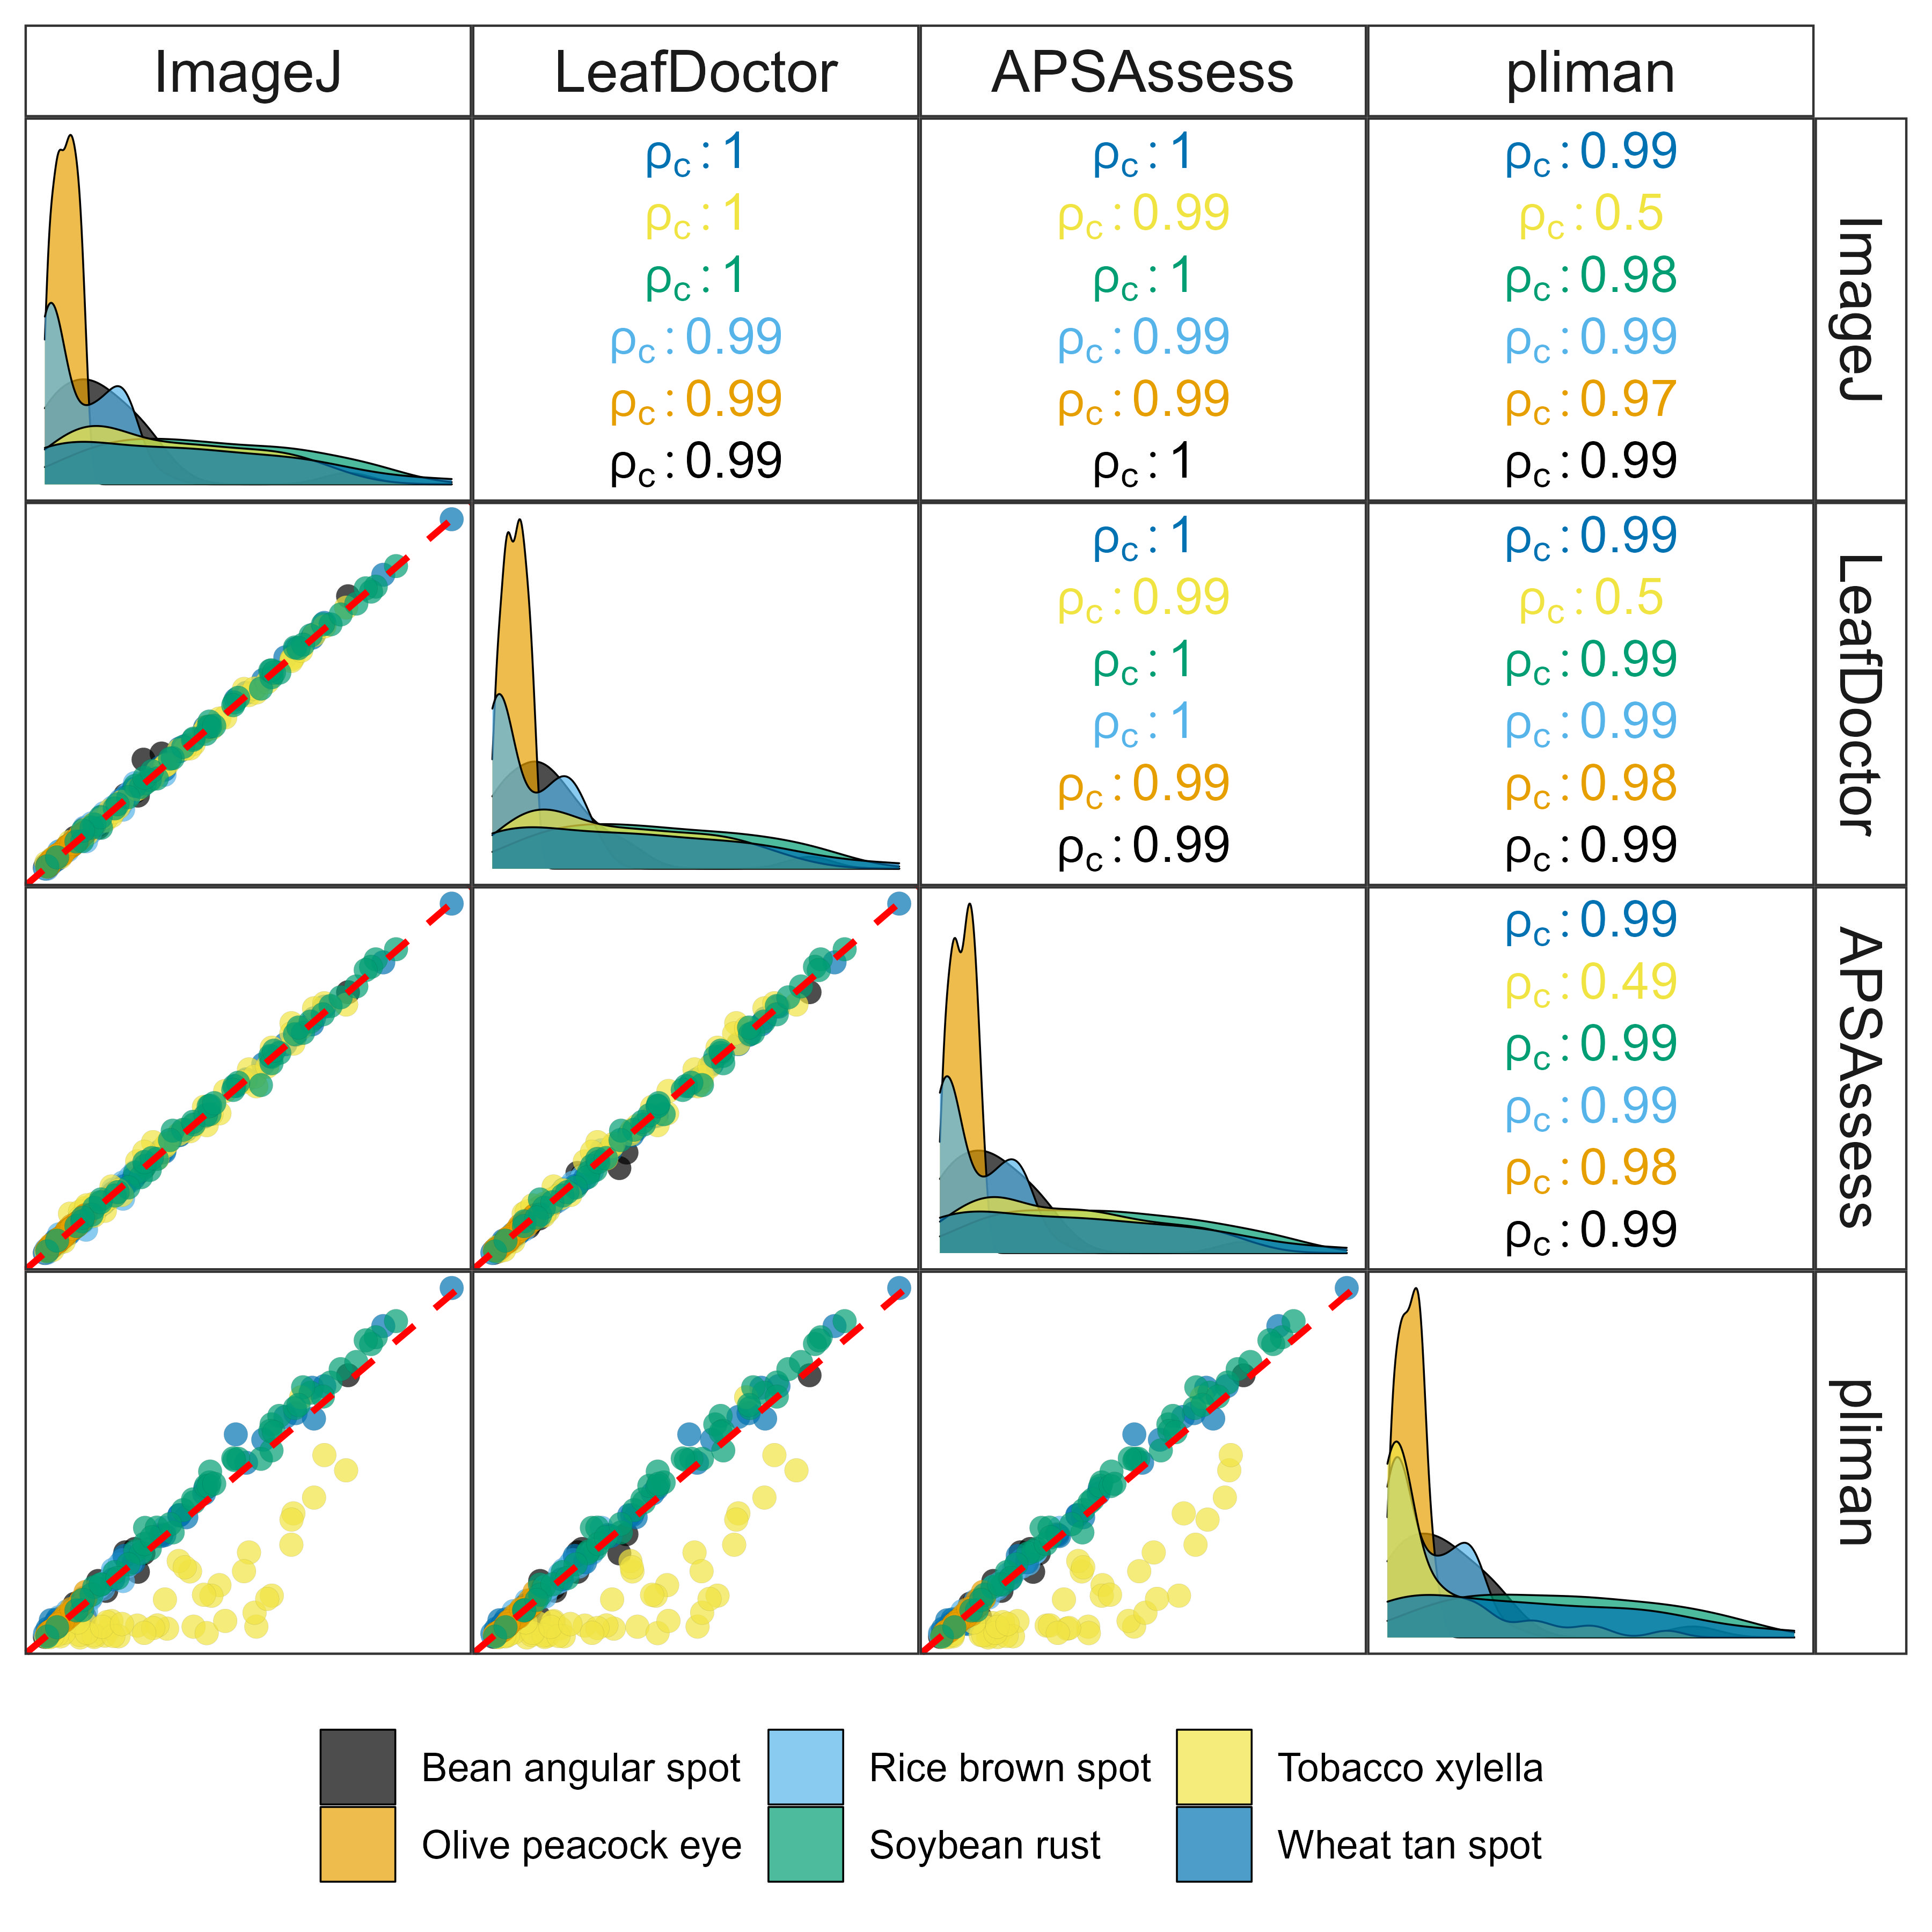 ImageJ LeafDoctor APSAssess pliman
ρc : 1 ρc : 1 ρc : 0.99
ρc : 1 ρc : 0.99 ρc : 0.5
ρc : 1 ρc : 1 ρc : 0.98
ρc : 0.99 ρc : 0.99 ρc : 0.99
ρc : 0.99 ρc : 0.99 ρc : 0.97
ρc : 0.99 ρc : 1 ρc : 0.99
ImageJ
ρc : 1 ρc : 0.99
ρc : 0.99 ρc : 0.5
ρc : 1 ρc : 0.99
ρc : 1 ρc : 0.99
ρc : 0.99 ρc : 0.98
ρc : 0.99 ρc : 0.99
LeafDoctor
ρc : 0.99
ρc : 0.49
ρc : 0.99
ρc : 0.99
ρc : 0.98
ρc : 0.99
APSAssess
pliman
Bean angular spot Rice brown spot Tobacco xylella
Olive peacock eye Soybean rust Wheat tan spot